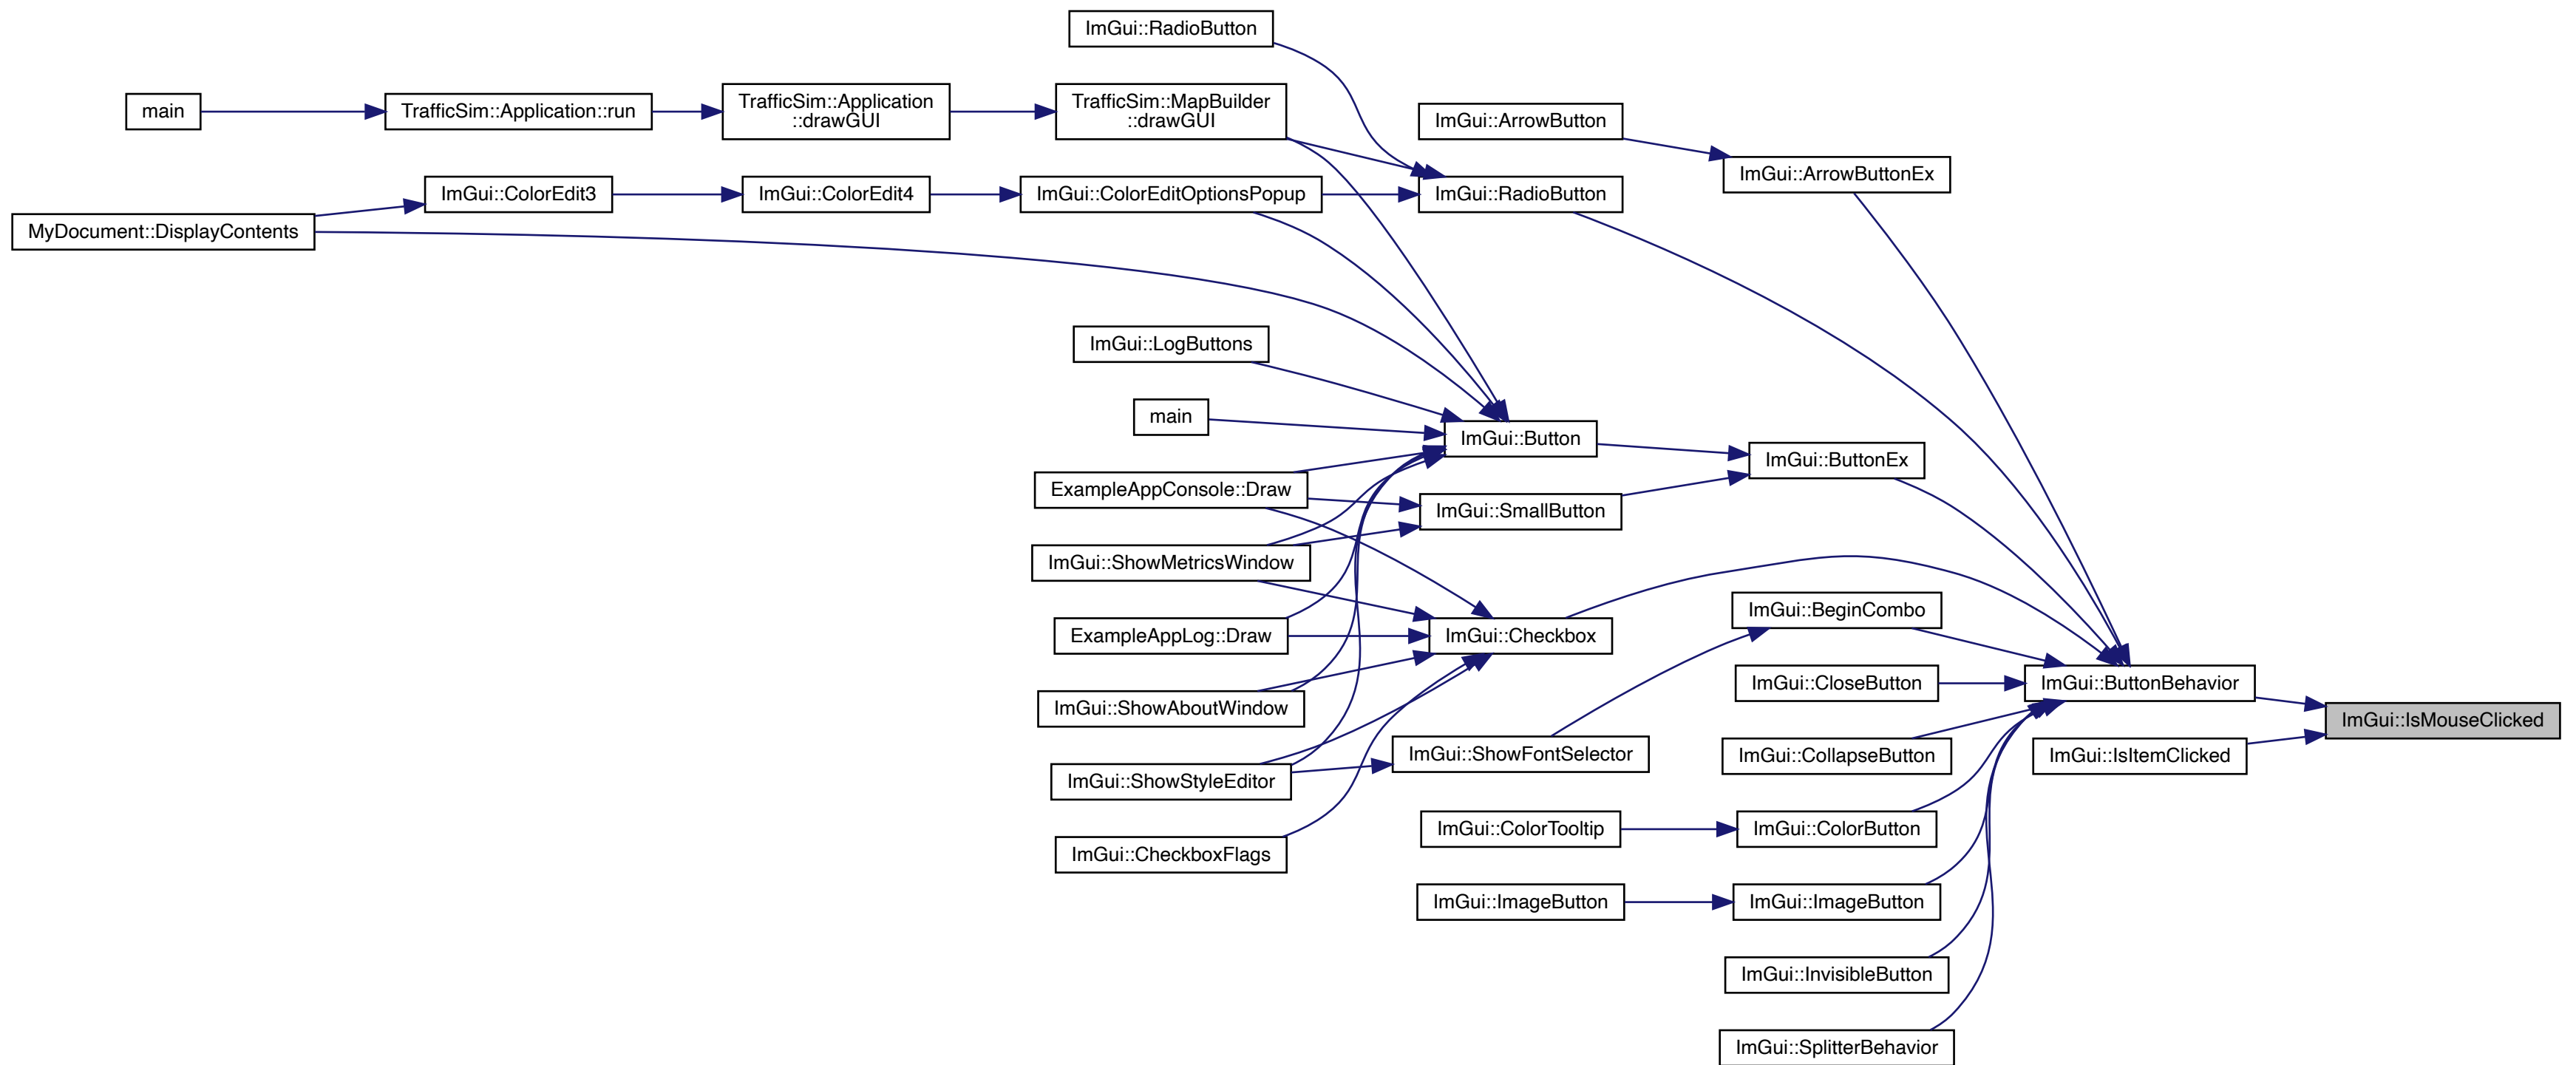 ImGui::RadioButton
main
TrafficSim::Application::run
TrafficSim::Application
::drawGUI
TrafficSim::MapBuilder
::drawGUI
ImGui::ArrowButton
ImGui::ArrowButtonEx
MyDocument::DisplayContents
ImGui::ColorEdit3
ImGui::ColorEdit4
ImGui::ColorEditOptionsPopup
ImGui::RadioButton
ImGui::LogButtons
main
ImGui::Button
ImGui::ButtonEx
ExampleAppConsole::Draw
ImGui::SmallButton
ImGui::ShowMetricsWindow
ImGui::BeginCombo
ExampleAppLog::Draw
ImGui::Checkbox
ImGui::CloseButton
ImGui::ButtonBehavior
ImGui::IsMouseClicked
ImGui::ShowAboutWindow
ImGui::ShowFontSelector
ImGui::CollapseButton
ImGui::IsItemClicked
ImGui::ShowStyleEditor
ImGui::ColorTooltip
ImGui::ColorButton
ImGui::CheckboxFlags
ImGui::ImageButton
ImGui::ImageButton
ImGui::InvisibleButton
ImGui::SplitterBehavior